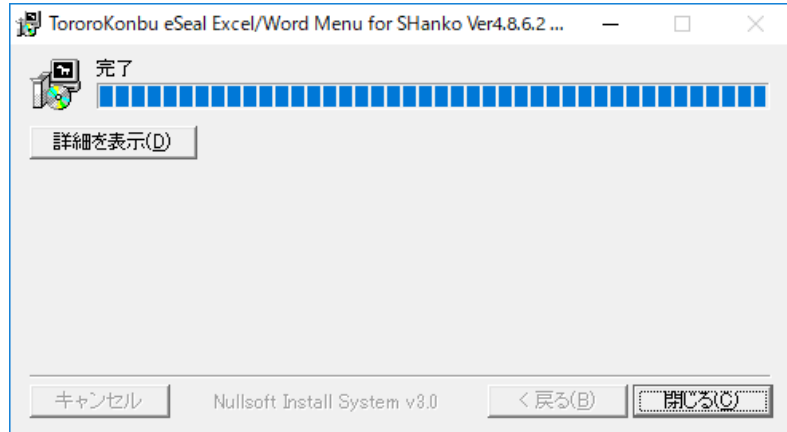 TororoKonbu eSeal Excel/Word Menu for SHanko Ver4.8.6.2 ...
完了
詳細を表示(D)
キャンセル
Nullsoft Install System v3.0
< 戻る(B)
閉じる(C)